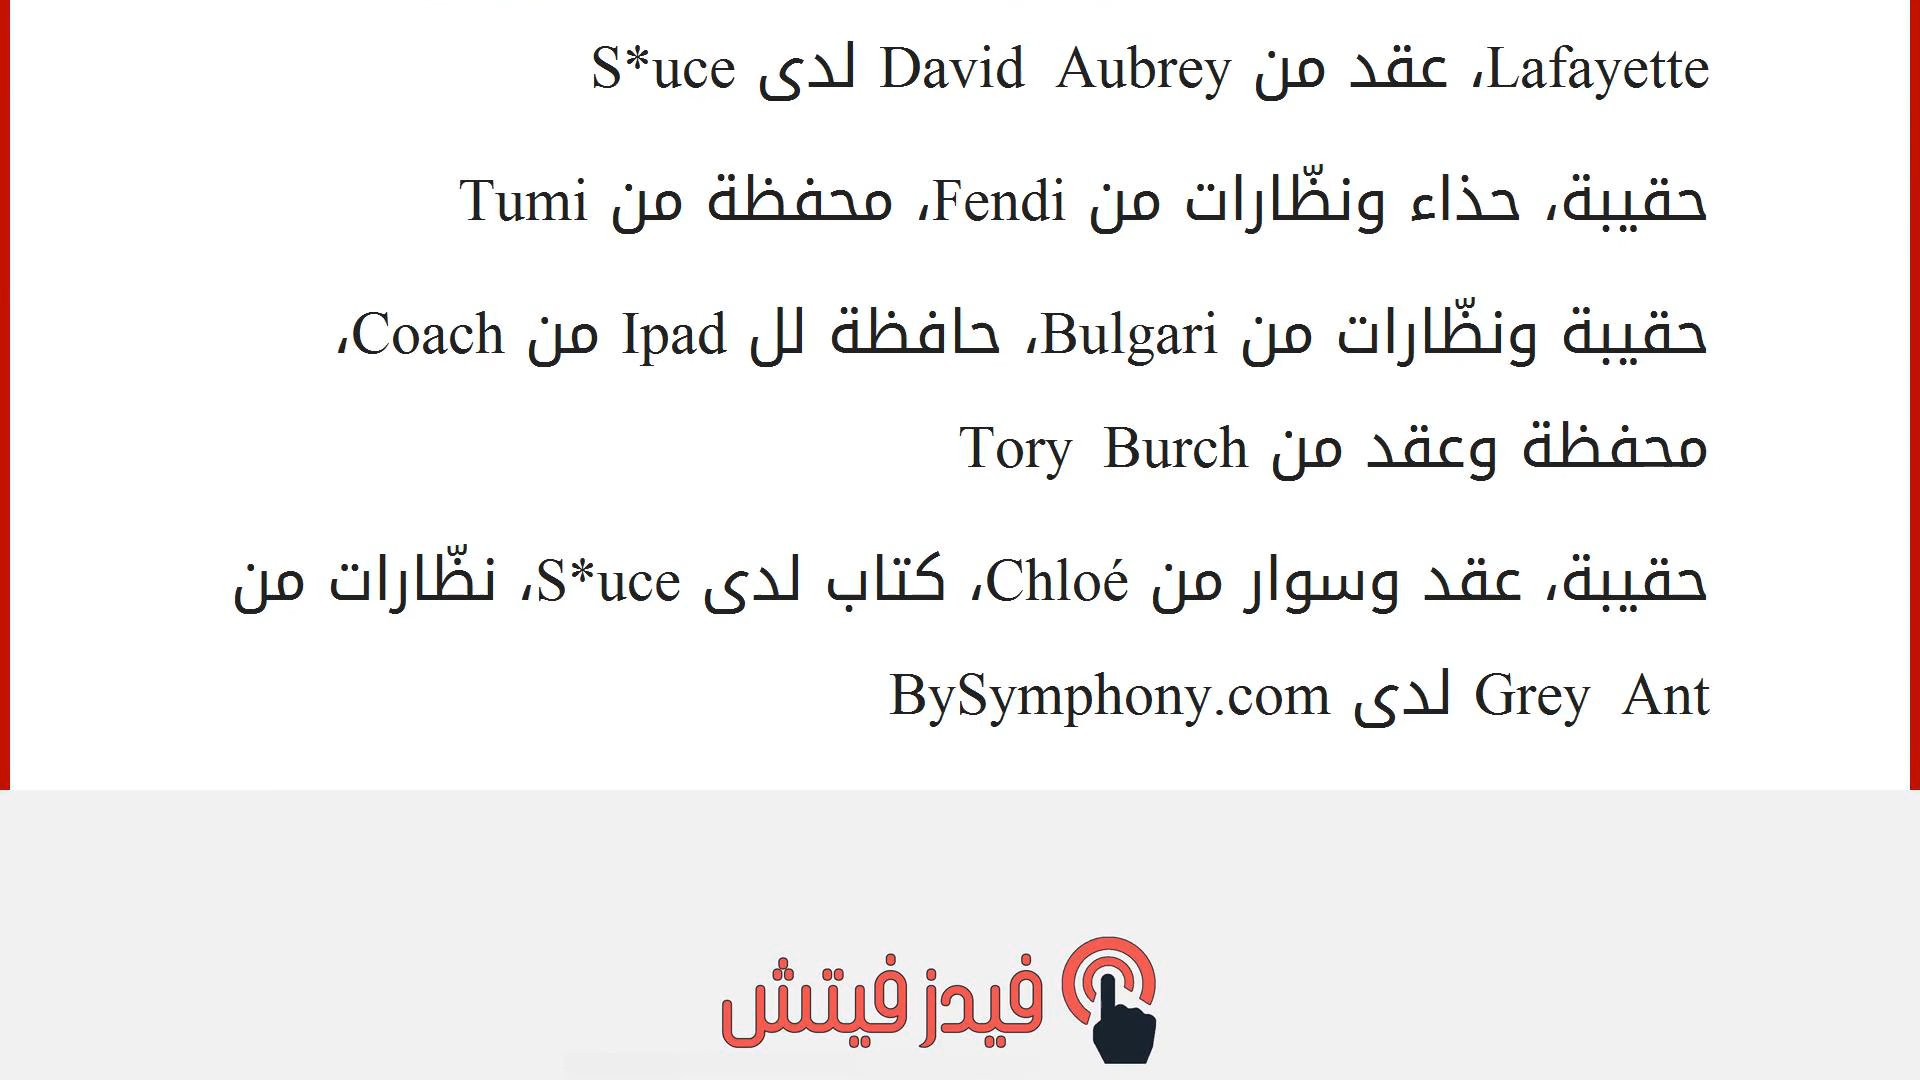 Lafayette، عقد من David Aubrey لدى S*uce
حقيبة، حذاء ونظّارات من Fendi، محفظة من Tumi
حقيبة ونظّارات من Bulgari، حافظة لل Ipad من Coach،
محفظة وعقد من Tory Burch
حقيبة، عقد وسوار من Chloé، كتاب لدى S*uce، نظّارات من
Grey Ant لدى BySymphony.com
فيدز فيتش